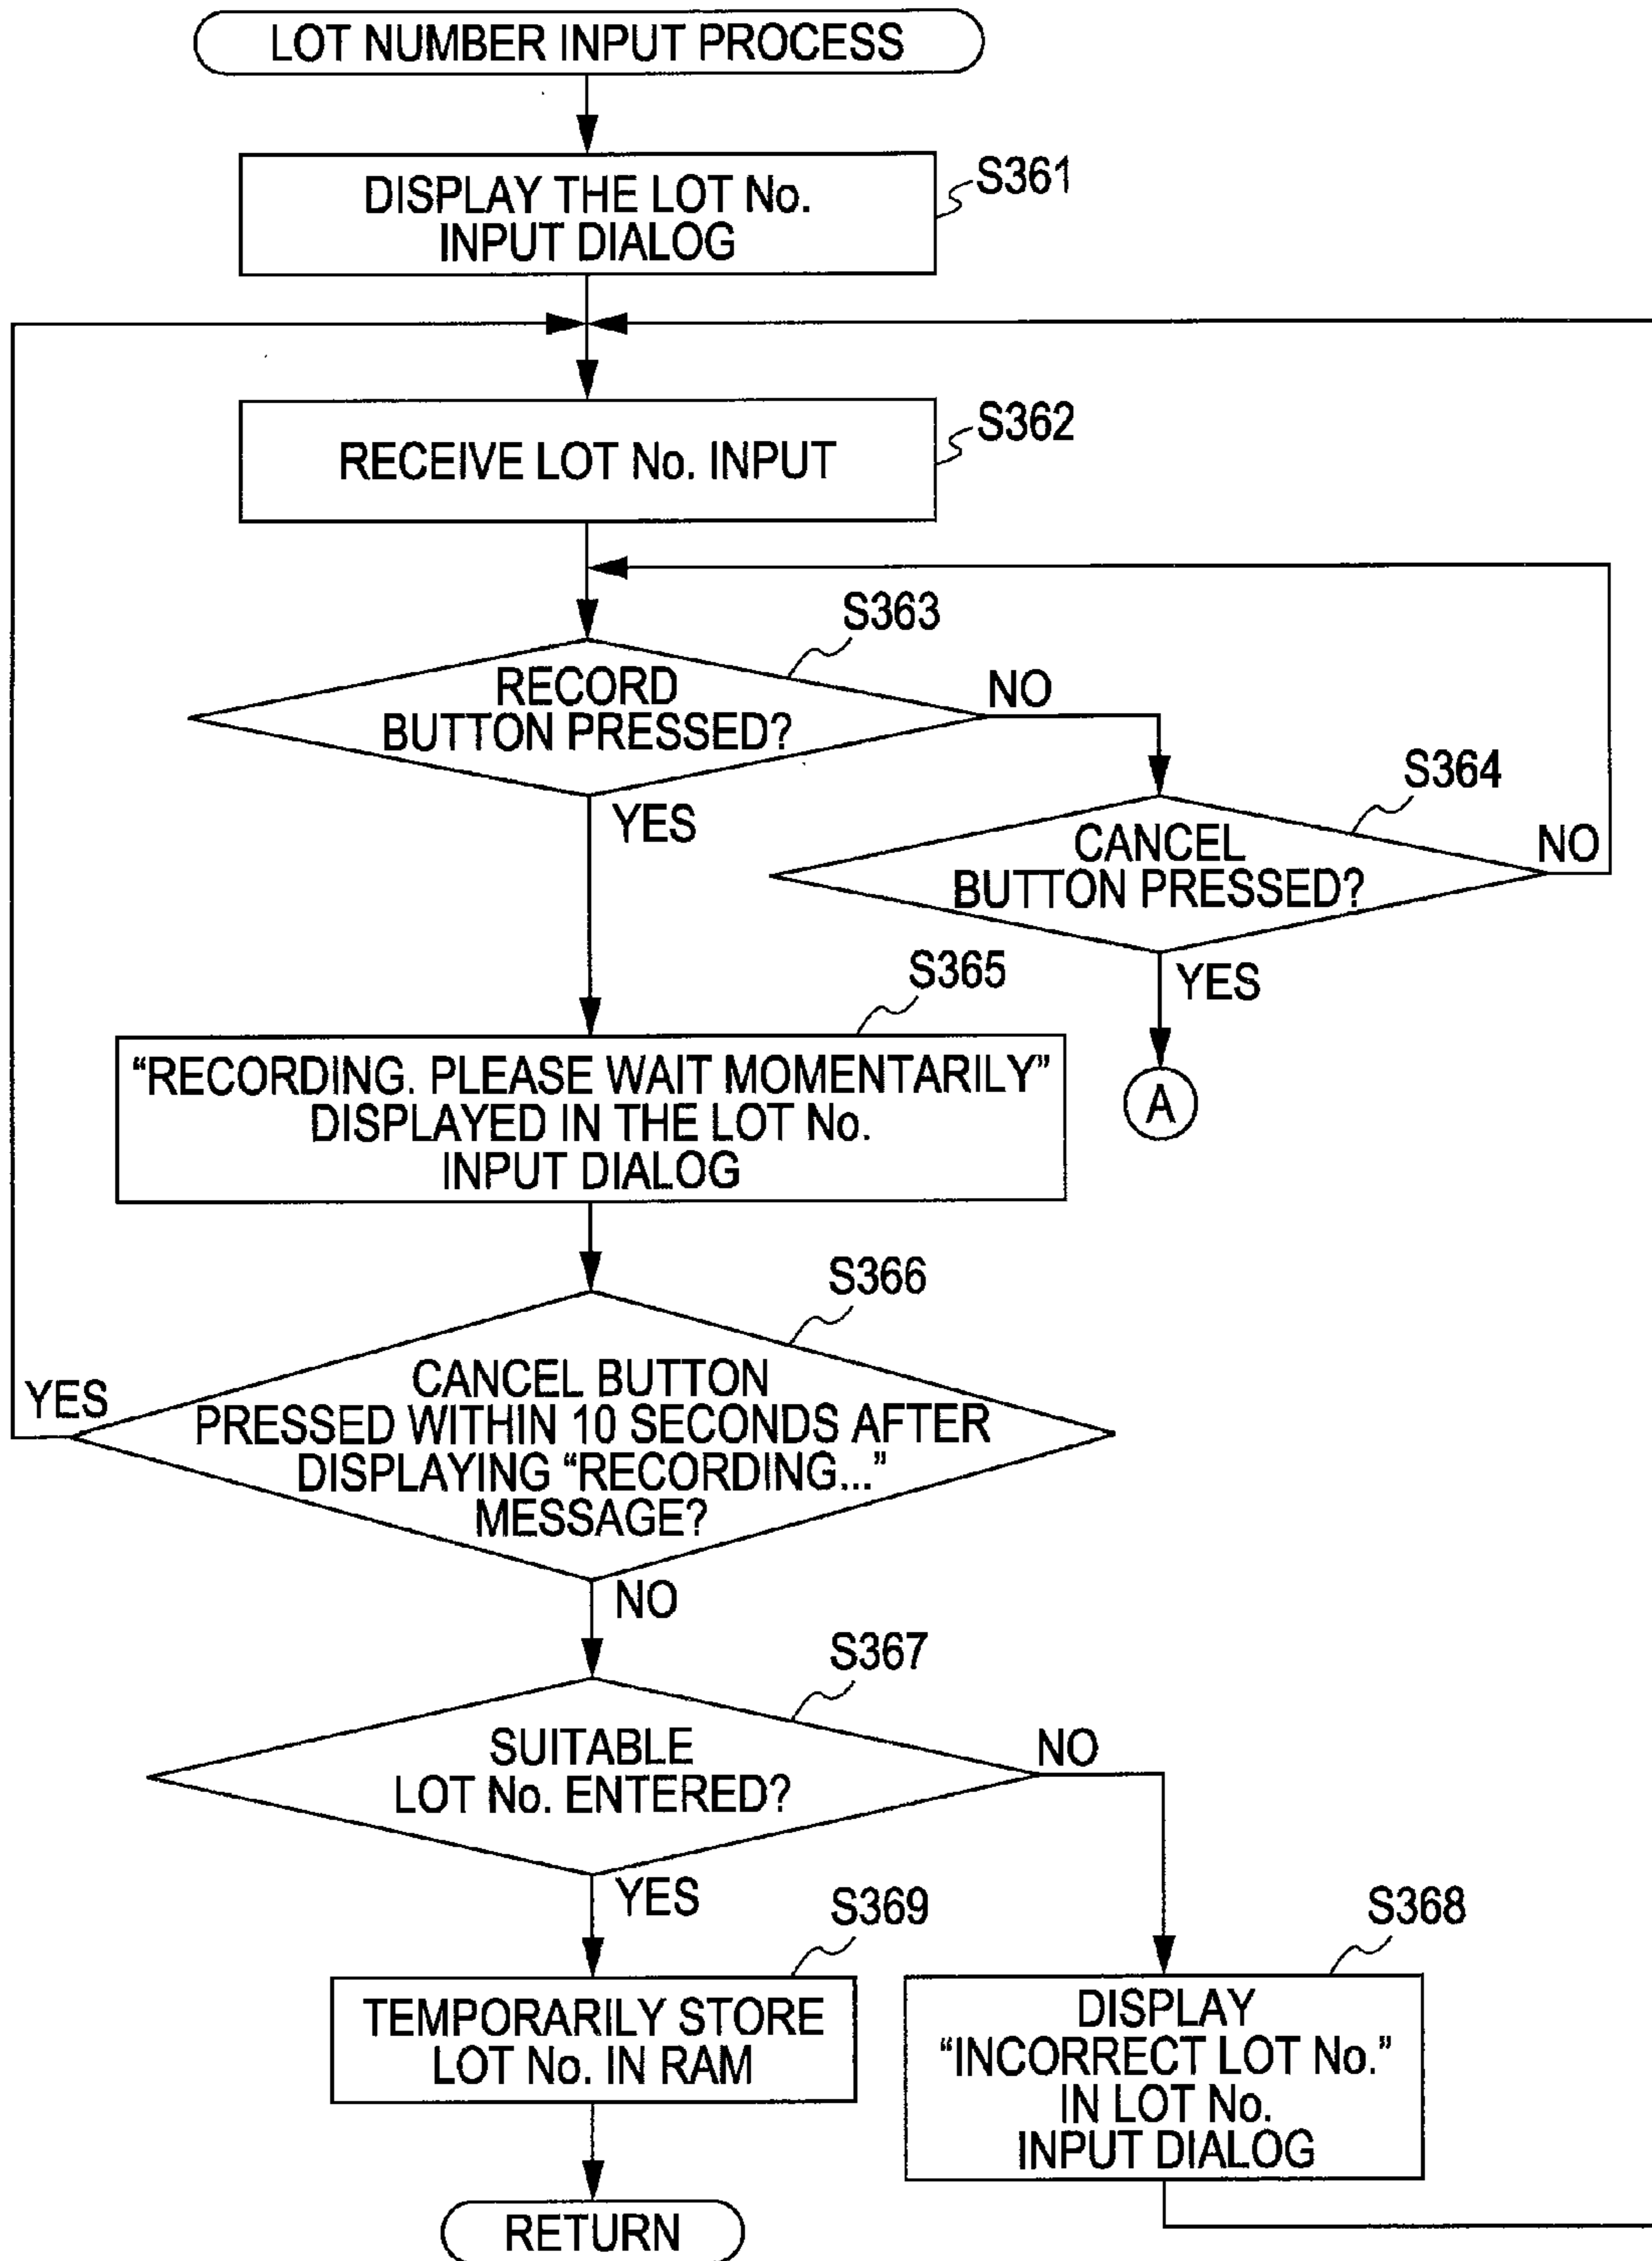 LOT NUMBER INPUT PROCESS
S361
DISPLAY THE LOT No.
INPUT DIALOG
S362
RECEIVE LOT No. INPUT
S363
RECORD
BUTTON PRESSED?
NO
YES
S364
CANCEL
BUTTON PRESSED?
NO
YES
A
S365
“RECORDING. PLEASE WAIT MOMENTARILY”
DISPLAYED IN THE LOT No.
INPUT DIALOG
S366
CANCEL BUTTON
PRESSED WITHIN 10 SECONDS AFTER
DISPLAYING “RECORDING...”
MESSAGE?
YES
NO
S367
SUITABLE
LOT No. ENTERED?
NO
YES
S369
TEMPORARILY STORE
LOT No. IN RAM
S368
DISPLAY
“INCORRECT LOT No.”
IN LOT No.
INPUT DIALOG
RETURN